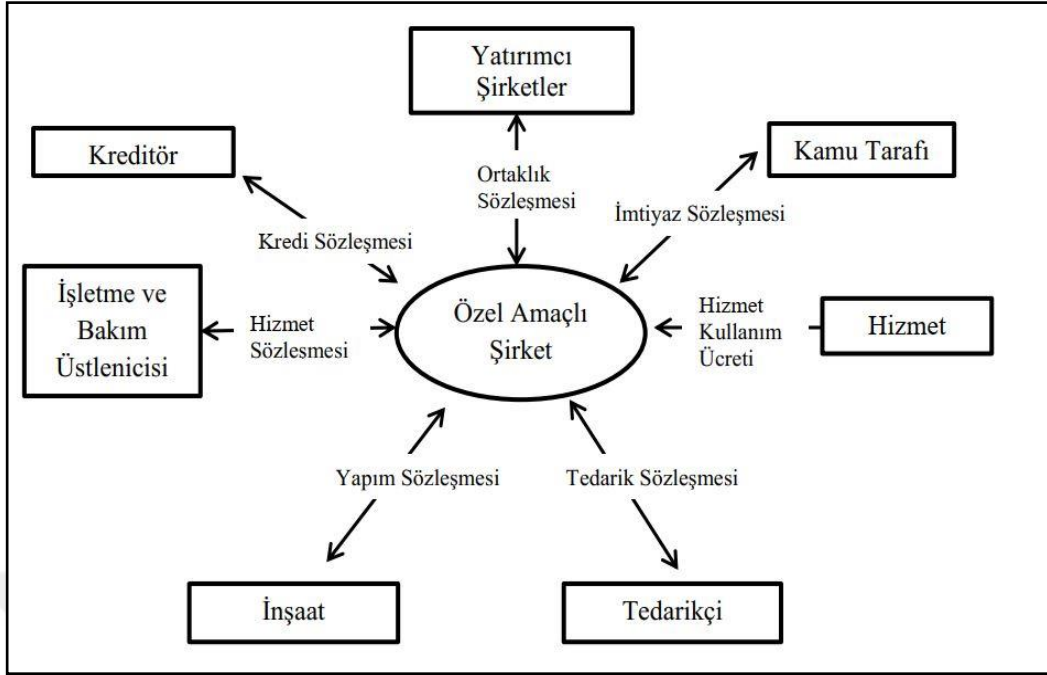 Yatırımcı
Şirketler
Kreditör
Kamu Tarafı
Ortaklık
Sözleşmesi
İmtiyaz Sözleşmesi
Kredi Sözleşmesi
İşletme ve
Bakım
Üstlenicisi
Hizmet
Sözleşmesi
Özel Amaçlı
Şirket
Hizmet
Kullanım
Ücreti
Hizmet
Yapım Sözleşmesi
Tedarik Sözleşmesi
İnşaat
Tedarikçi